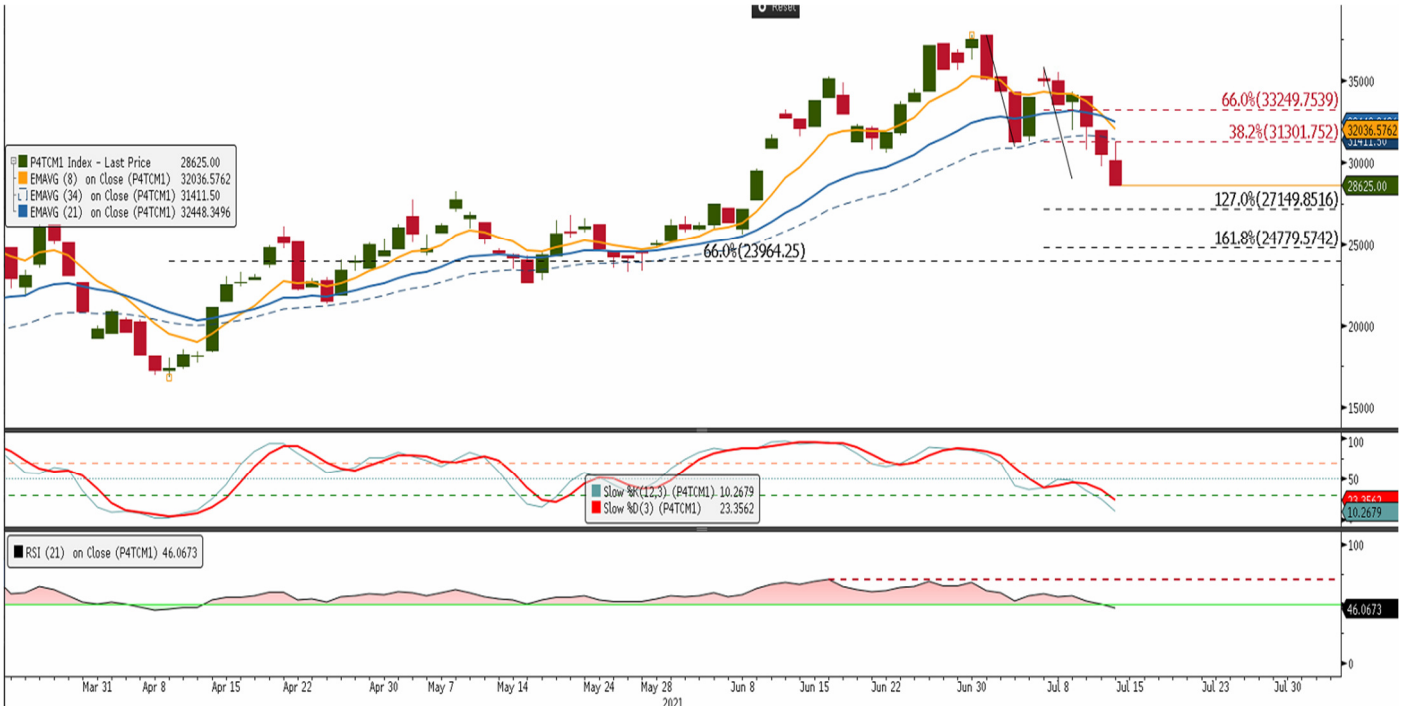 Reset
35000
66.0%(33249.7539)
32036.5762
38.2%(31301.752)
31411.50
P4TCM1 Index - Last Price 28625.00
EMAVG (8) on Close (P4TCM1) 32036.5762
EMAVG (34) on Close (P4TCM1) 31411.50
EMAVG (21) on Close (P4TCM1) 32448.3496
30000
28625.00
127.0%(27149.8516)
161.8%(24779.5742)
66.0%(23964.25)
25000
20000
15000
100
50
Slow %K(12,3) (P4TCM1) 10.2679
Slow %D(3) (P4TCM1) 23.3562
23.3562
10.2679
RSI (21) on Close (P4TCM1) 46.0673
100
46.0673
0
Mar 31 Apr 8 Apr 15 Apr 22 Apr 30 May 7 May 14 May 24 May 28 Jun 8 Jun 15 Jun 22 Jun 30 Jul 8 Jul 15 Jul 23 Jul 30
2021